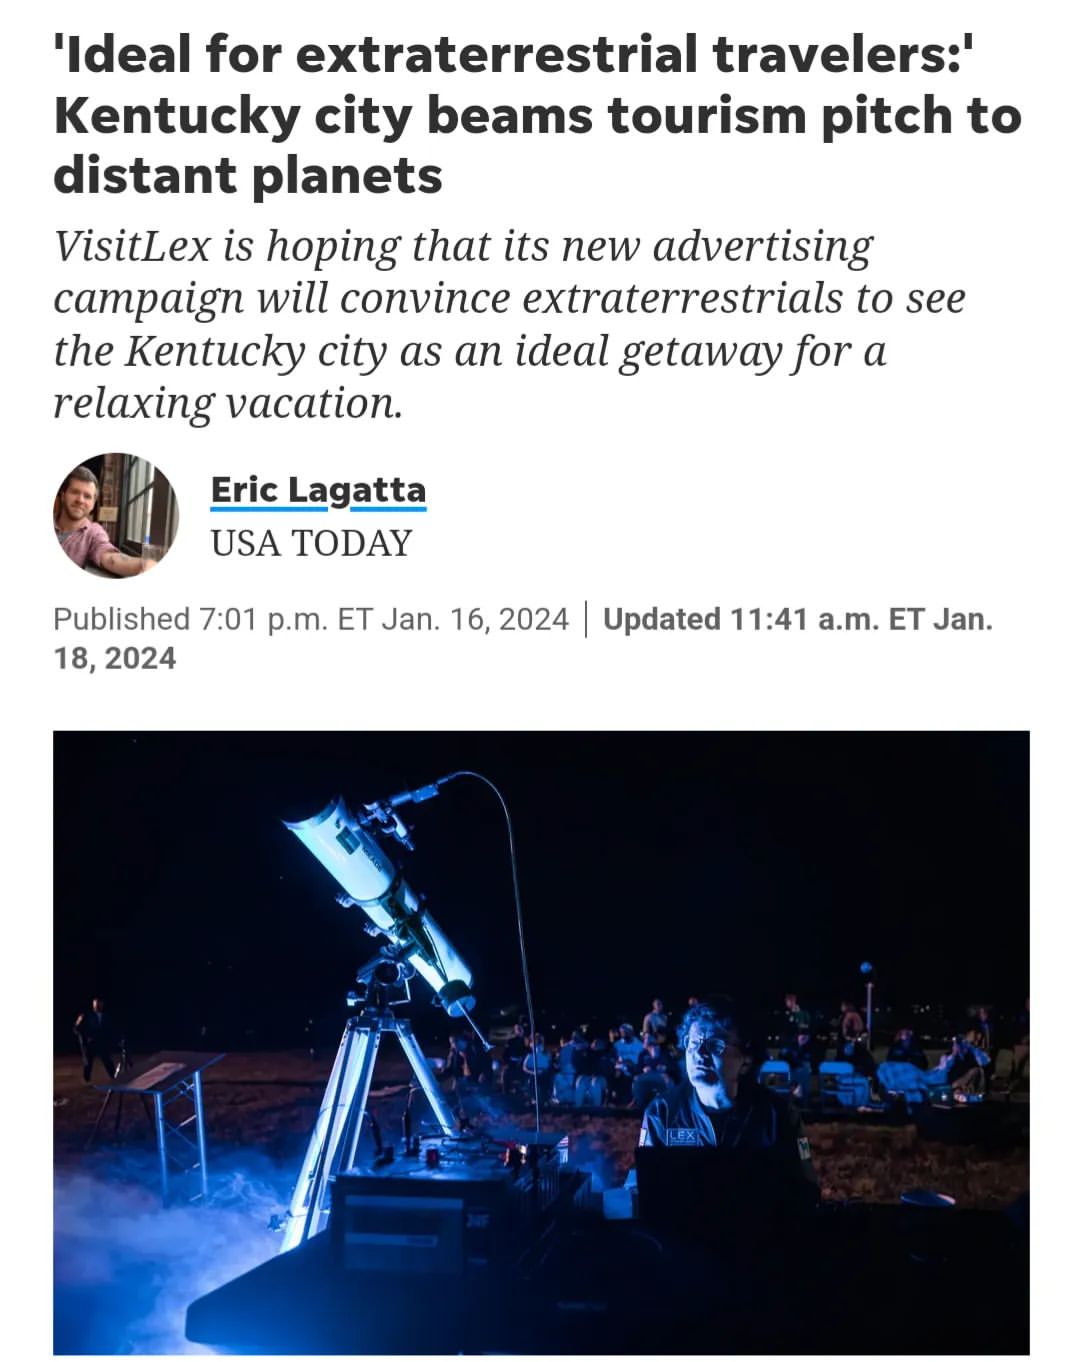 'Ideal for extraterrestrial travelers:'
Kentucky city beams tourism pitch to
distant planets
VisitLex is hoping that its new advertising
campaign will convince extraterrestrials to see
the Kentucky city as an ideal getaway for a
relaxing vacation.
Eric Lagatta
USA TODAY
Published 7:01 p.m. ET Jan. 16, 2024 | Updated 11:41 a.m. ET Jan.
18, 2024
LEX